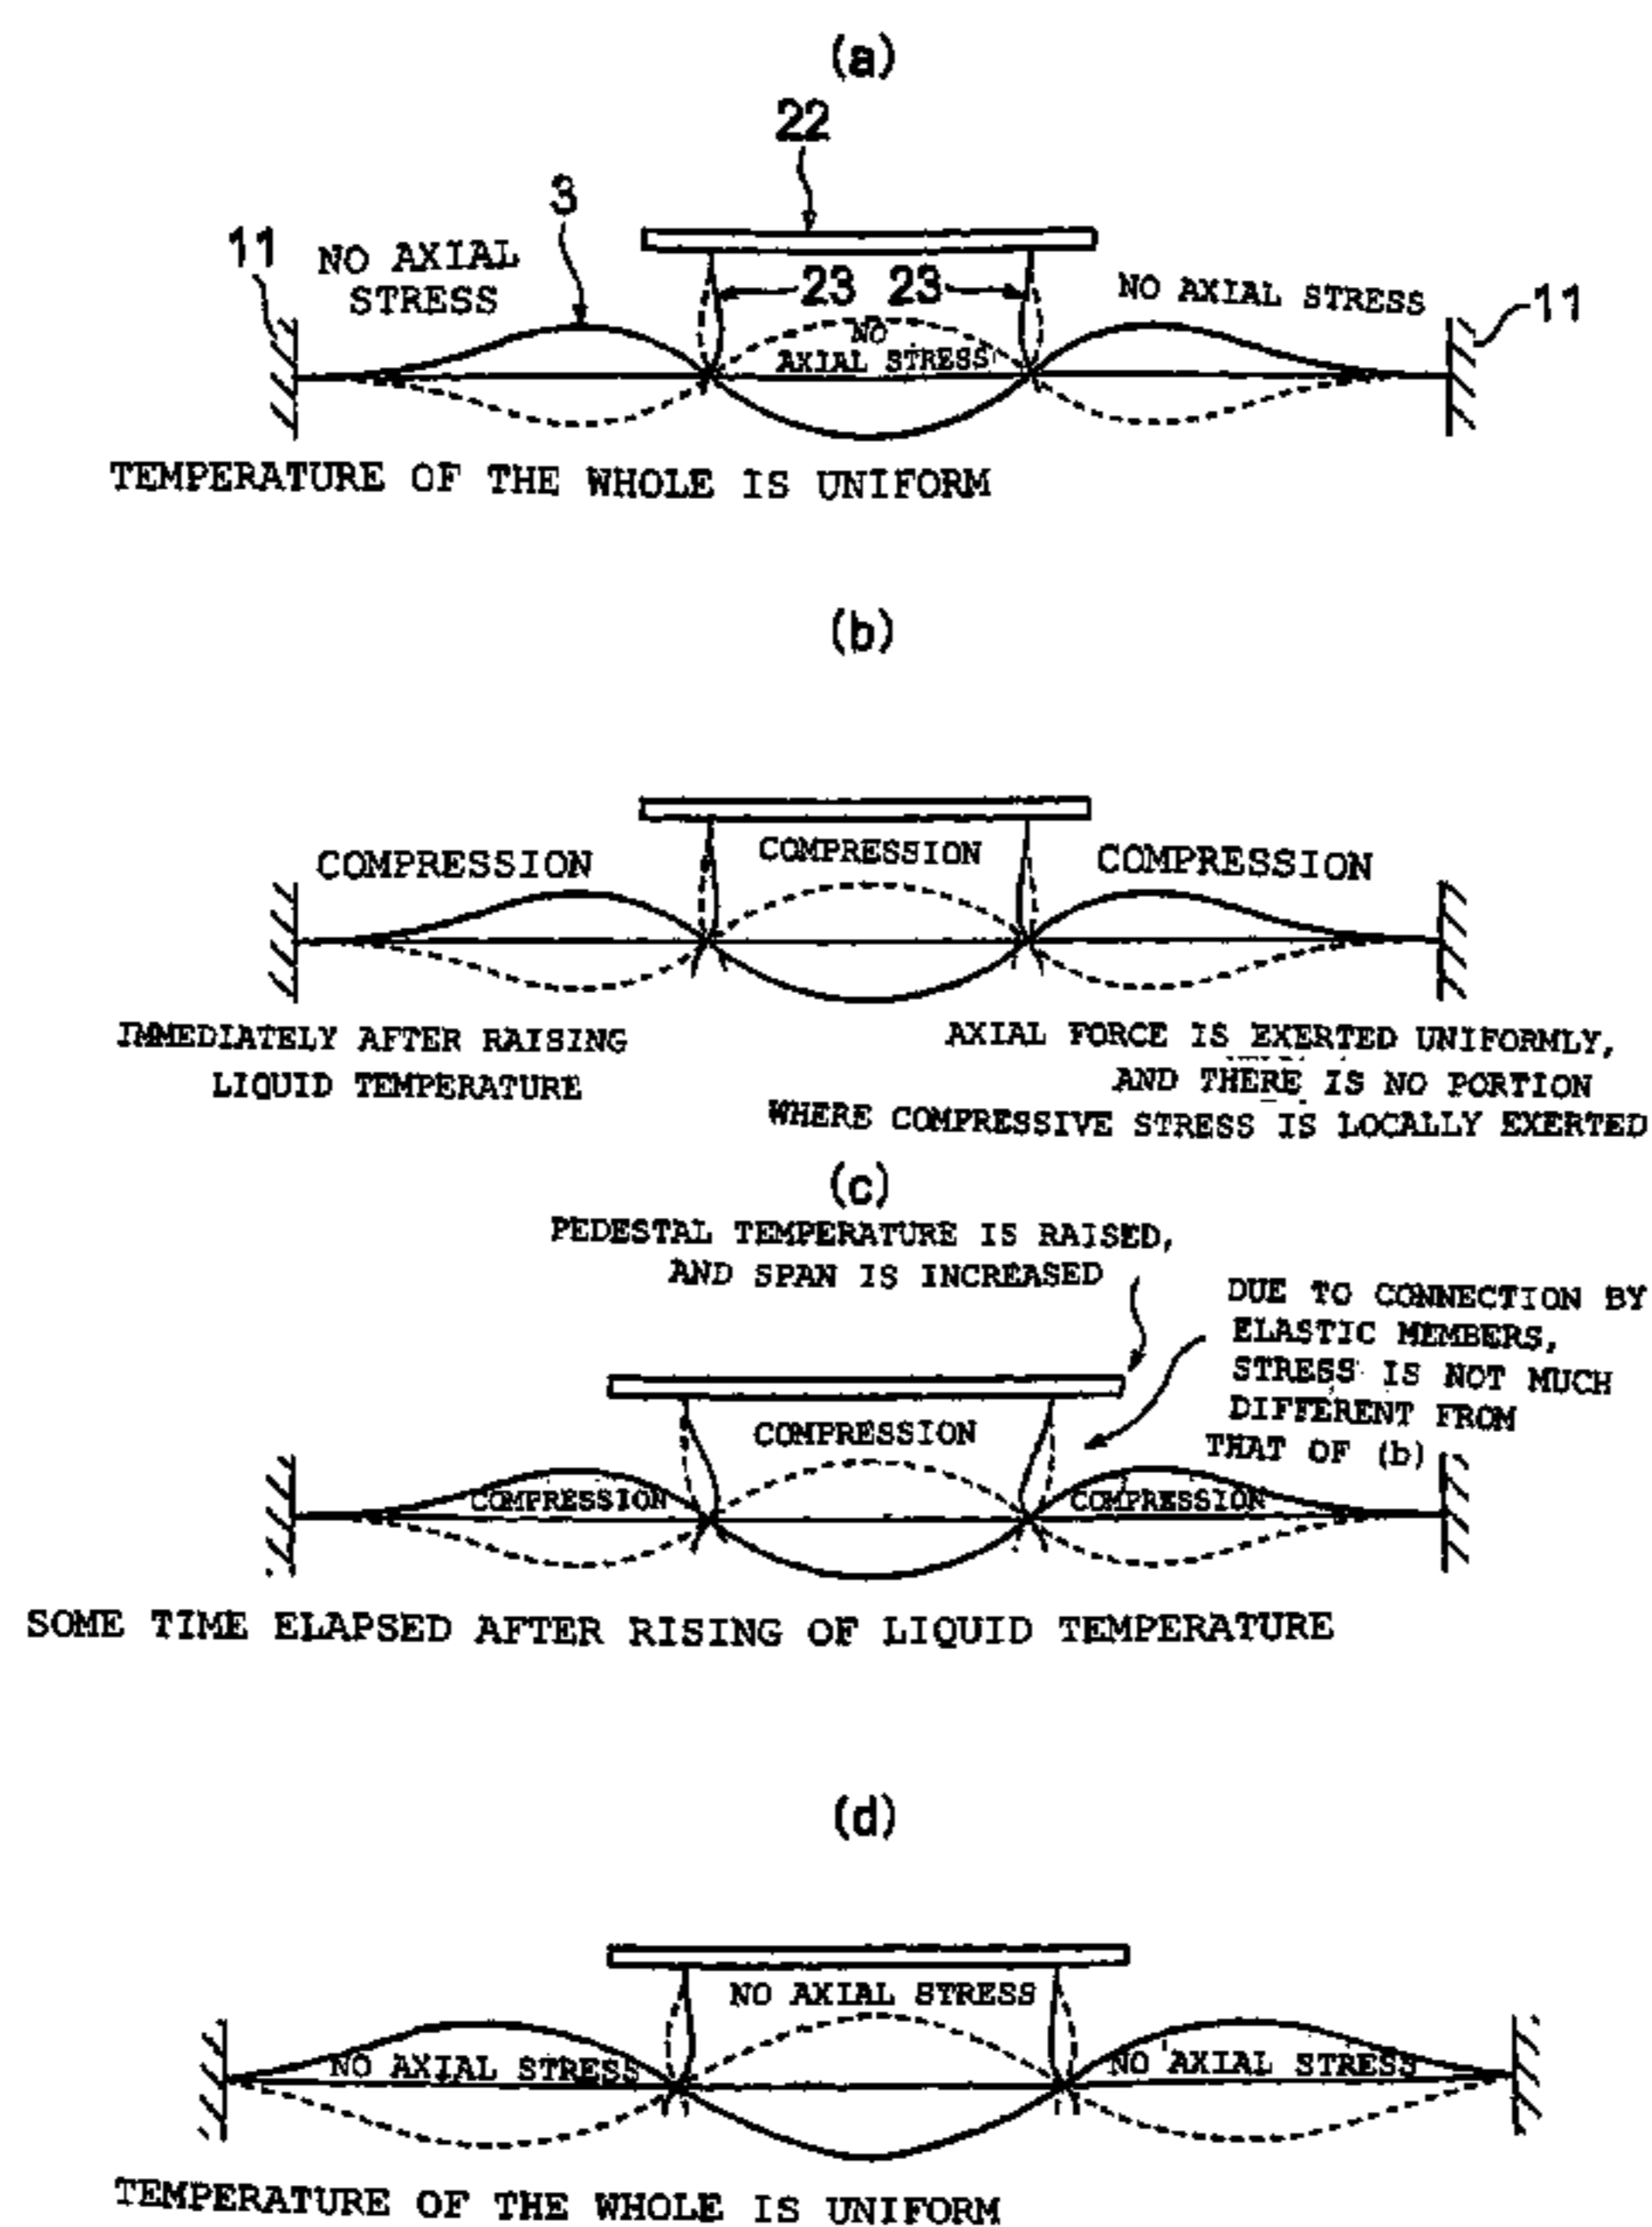 (a)
22
3
11
NO AXIAL
STRESS
23
23
NO AXIAL STRESS
11
NO
AXIAL STRESS
TEMPERATURE OF THE WHOLE IS UNIFORM
(b)
COMPRESSION
COMPRESSION
COMPRESSION
IMMEDIATELY AFTER RAISING
LIQUID TEMPERATURE
AXIAL FORCE IS EXERTED UNIFORMLY,
AND THERE IS NO PORTION
WHERE COMPRESSIVE STRESS IS LOCALLY EXERTED
(c)
PEDESTAL TEMPERATURE IS RAISED,
AND SPAN IS INCREASED
DUE TO CONNECTION BY
ELASTIC MEMBERS,
STRESS IS NOT MUCH
DIFFERENT FROM
THAT OF (b)
COMPRESSION
COMPRESSION
COMPRESSION
SOME TIME ELAPSED AFTER RISING OF LIQUID TEMPERATURE
(d)
NO AXIAL STRESS
NO AXIAL STRESS
NO AXIAL STRESS
TEMPERATURE OF THE WHOLE IS UNIFORM